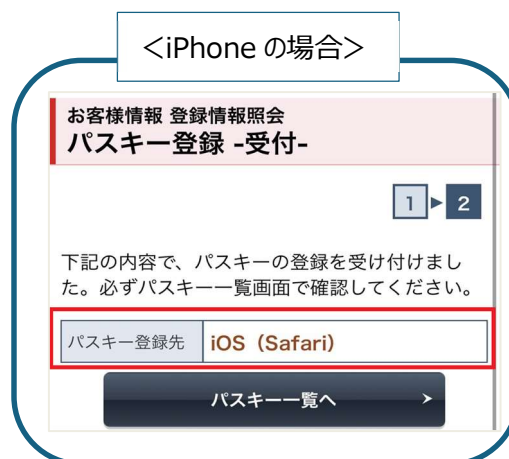 ＜iPhone の場合＞
お客様情報 登録情報照会
パスキー登録 -受付-
1 ▶ 2
下記の内容で、パスキーの登録を受け付けまし
た。必ずパスキー一覧画面で確認してください。
パスキー登録先 iOS（Safari）
パスキー一覧へ